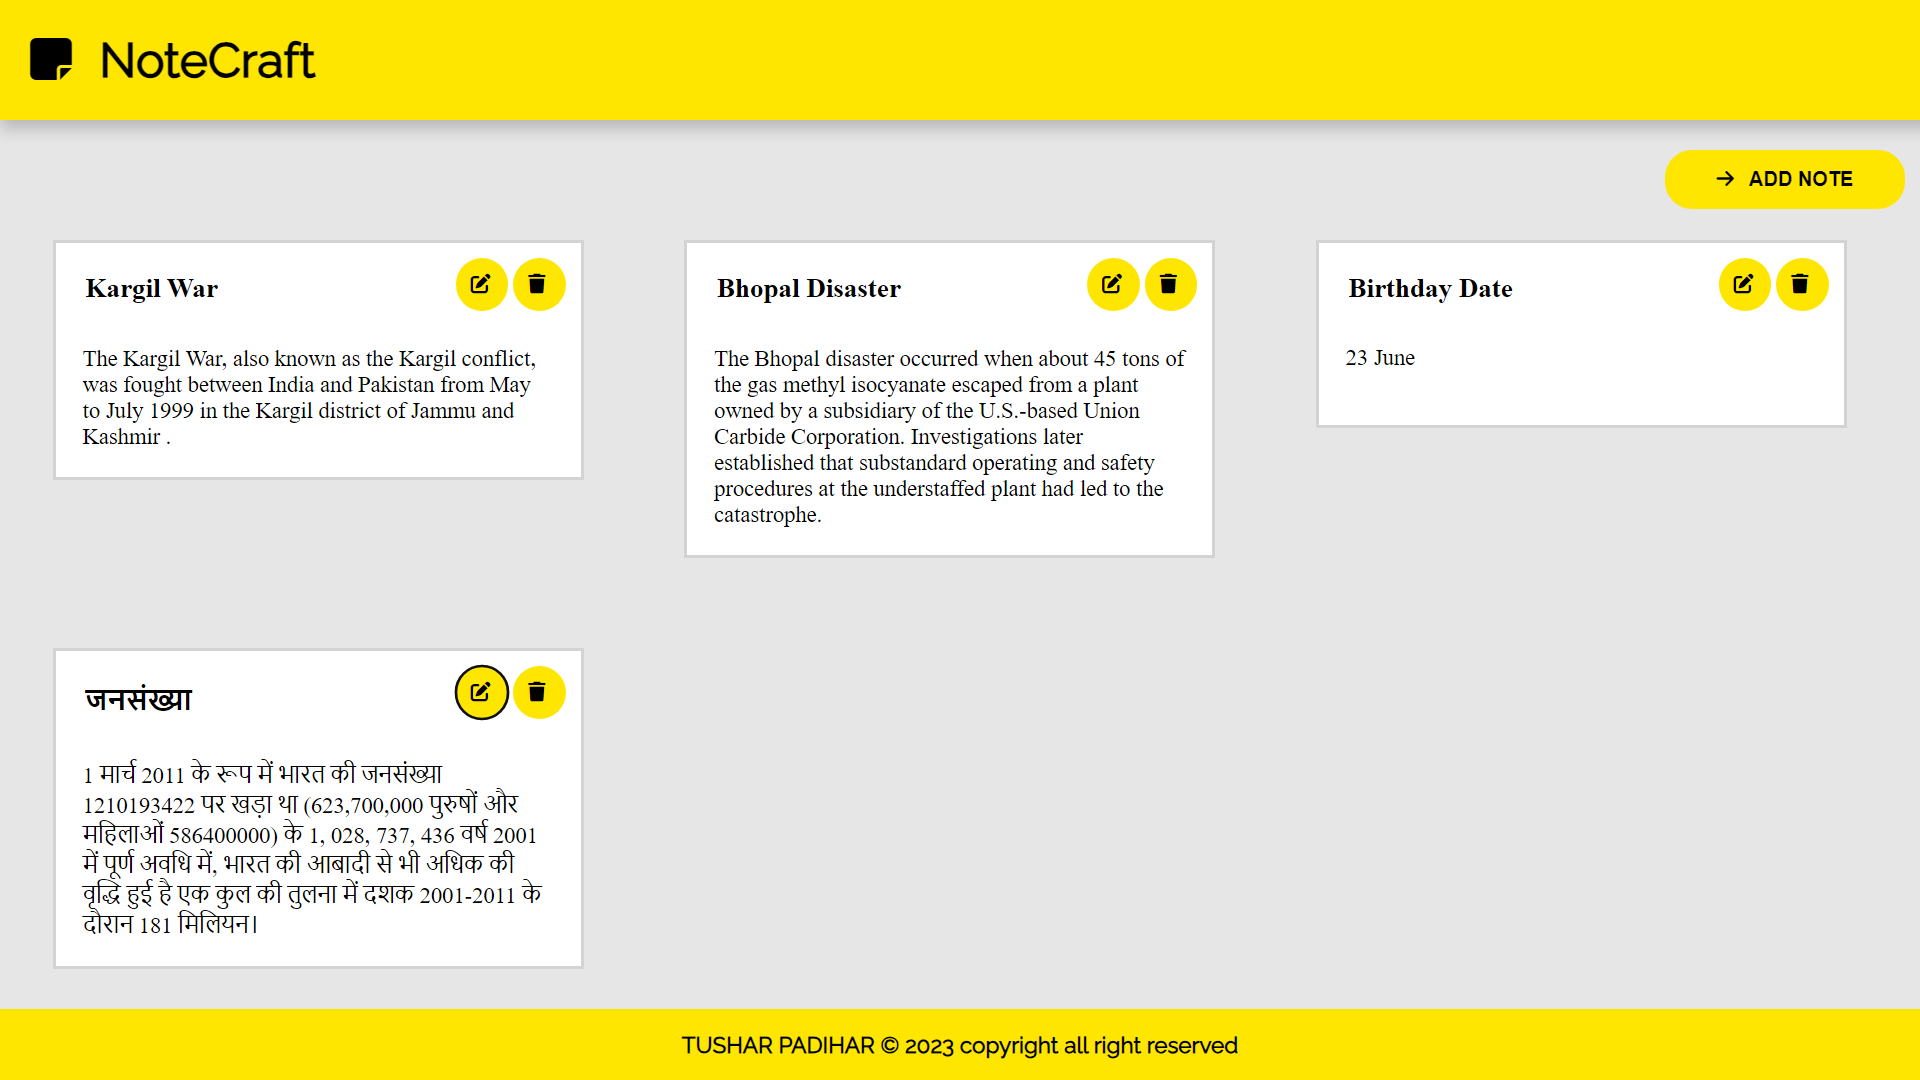 NoteCraft
ADD NOTE
Kargil War
The Kargil War, also known as the Kargil conflict,
was fought between India and Pakistan from May
to July 1999 in the Kargil district of Jammu and
Kashmir .
Bhopal Disaster
The Bhopal disaster occurred when about 45 tons of
the gas methyl isocyanate escaped from a plant
owned by a subsidiary of the U.S.-based Union
Carbide Corporation. Investigations later
established that substandard operating and safety
procedures at the understaffed plant had led to the
catastrophe.
Birthday Date
23 June
जनसंख्या
1 मार्च 2011 के रूप में भारत की जनसंख्या
1210193422 पर खड़ा था (623,700,000 पुरुषों और
महिलाओं 586400000) के 1, 028, 737, 436 वर्ष 2001
में पूर्ण अवधि में, भारत की आबादी से भी अधिक की
वृद्धि हुई है एक कुल की तुलना में दशक 2001-2011 के
दौरान 181 मिलियन।
TUSHAR PADIHAR © 2023 copyright all right reserved